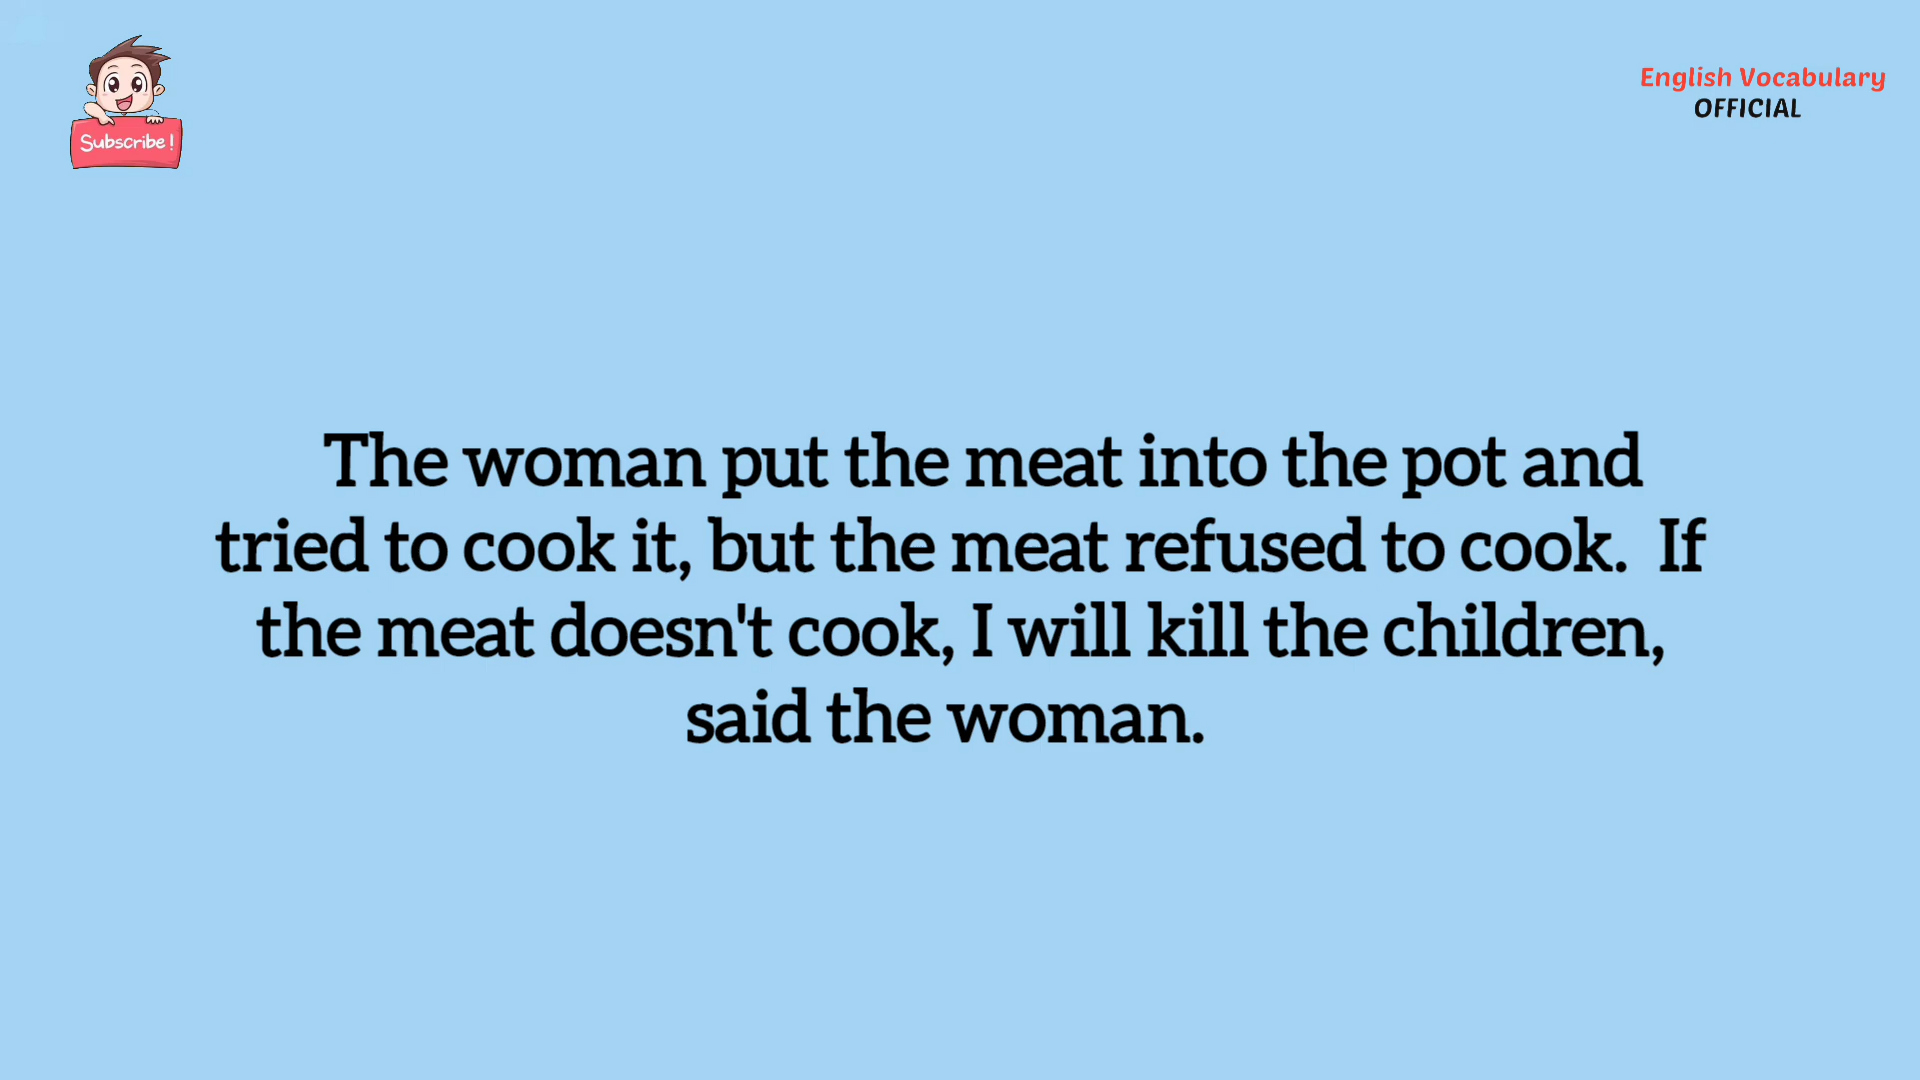 Subscribe!
English Vocabulary
OFFICIAL
The woman put the meat into the pot and
tried to cook it, but the meat refused to cook.  If
the meat doesn't cook, I will kill the children,
said the woman.